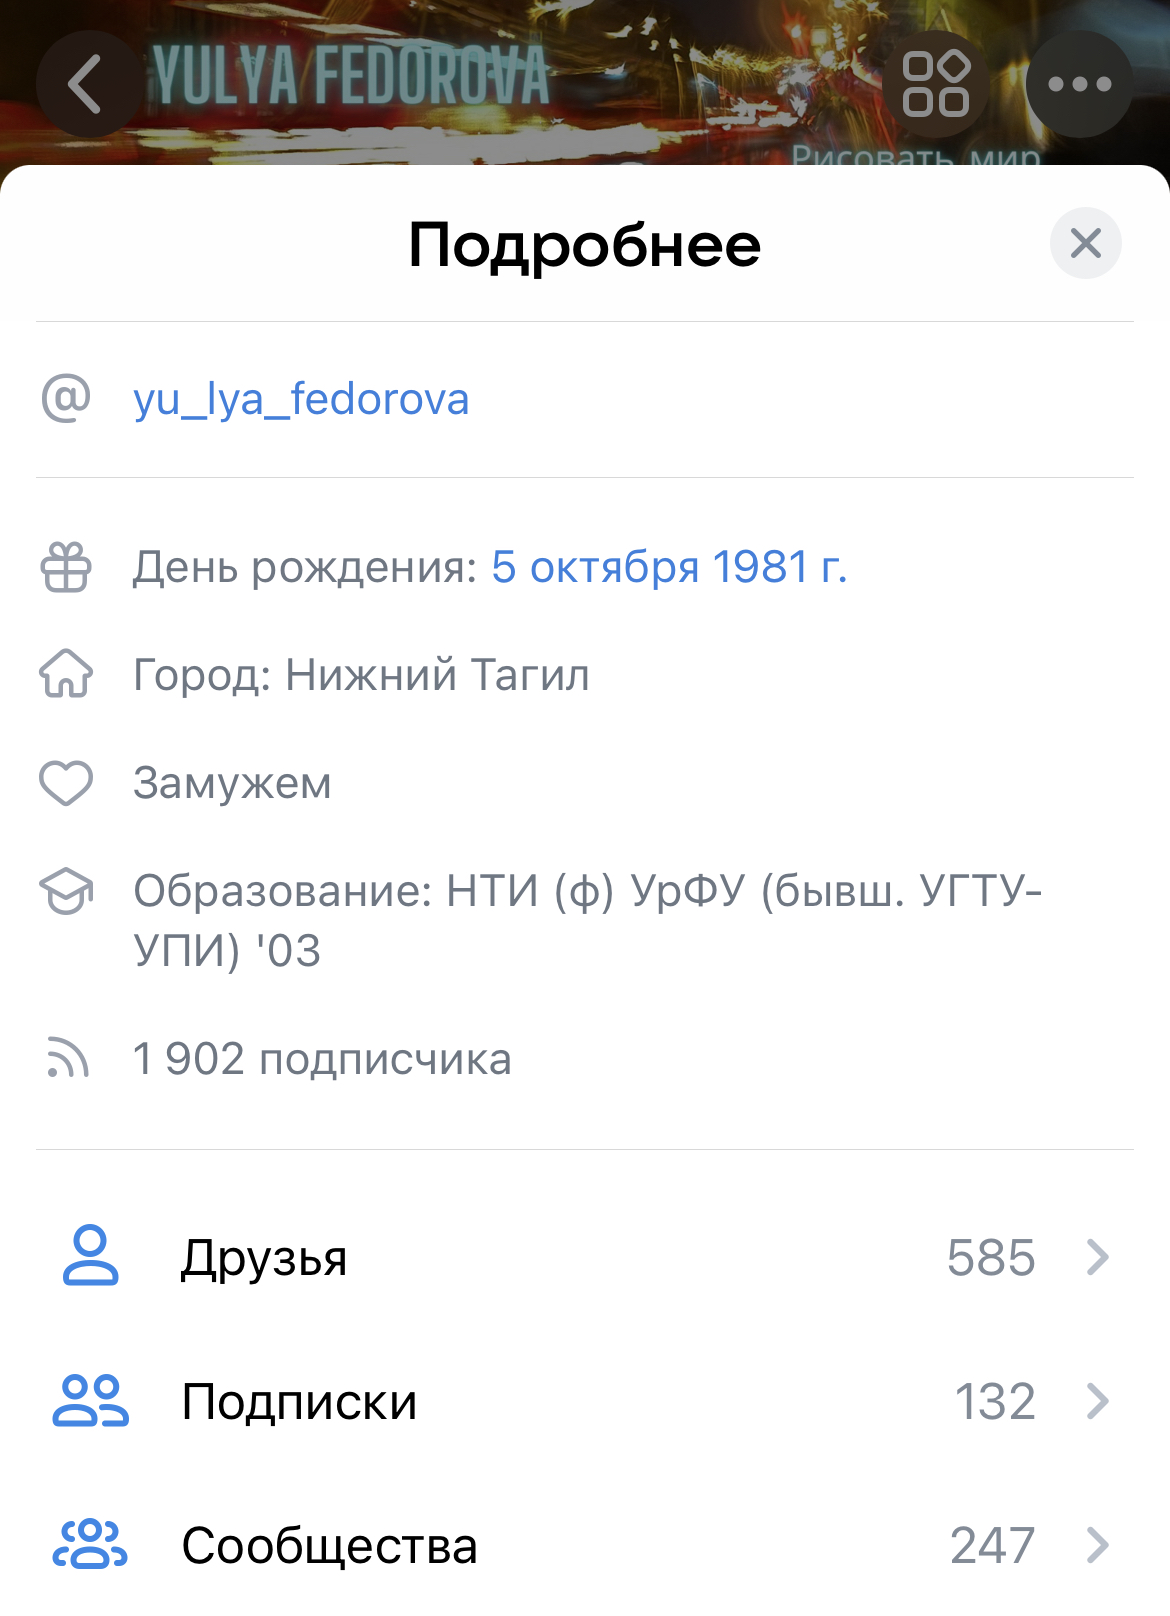 YULYA FEDOROVA
Рисовать мир
Подробнее
@ yu_lya_fedorova
День рождения: 5 октября 1981 г.
Город: Нижний Тагил
Замужем
Образование: НТИ (ф) УрФУ (бывш. УГТУ-
УПИ) '03
1 902 подписчика
Друзья 585
Подписки 132
Сообщества 247